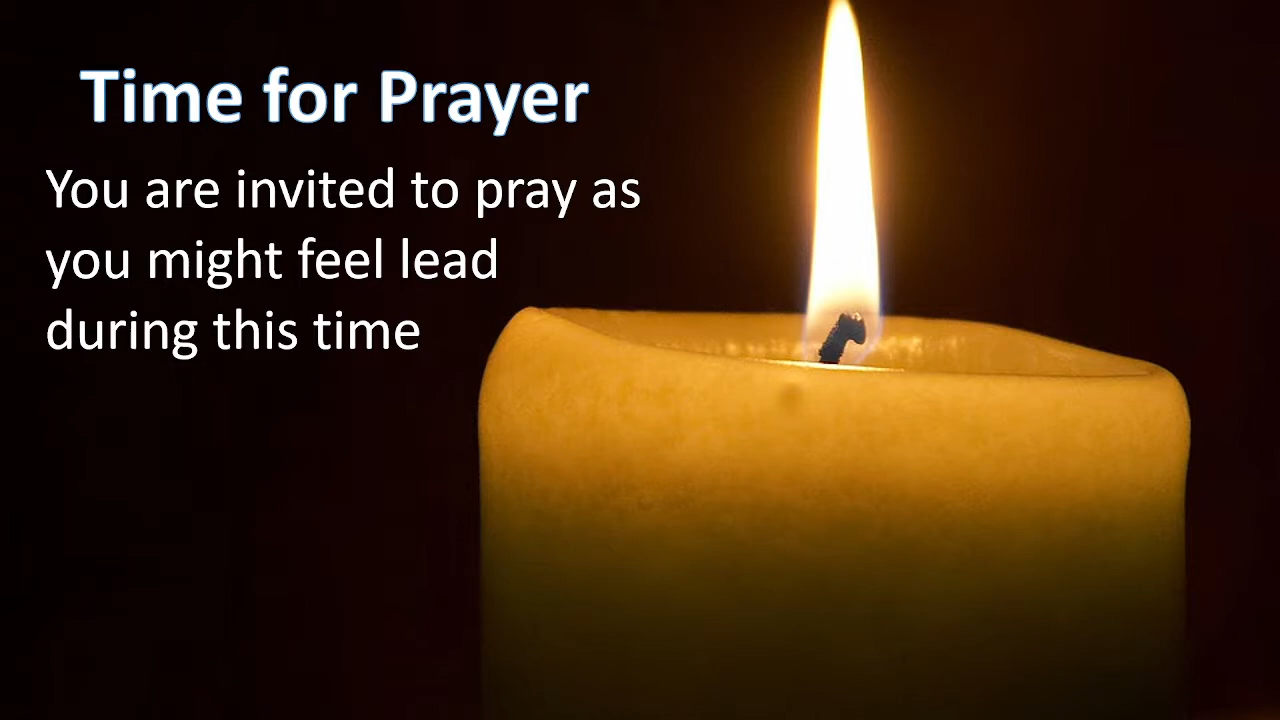 Time for Prayer
You are invited to pray as
you might feel lead
during this time